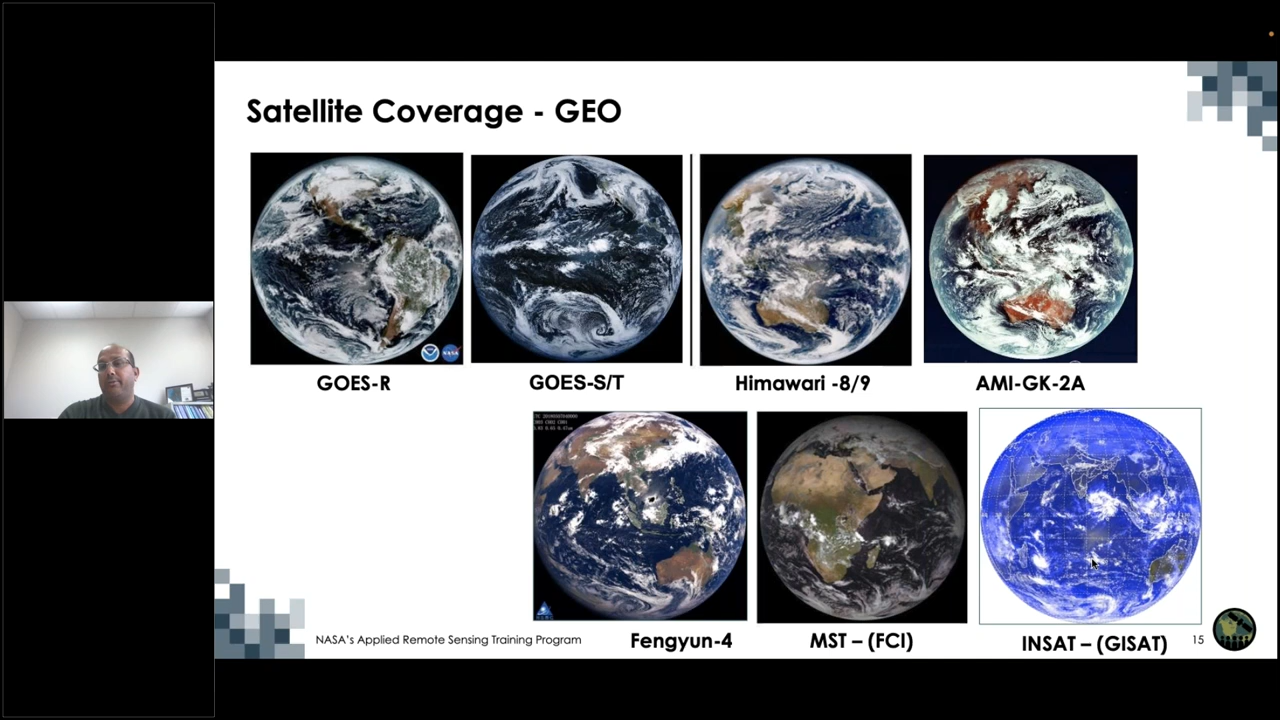 Satellite Coverage - GEO
NASA
GOES-R
GOES-S/T
Himawari -8/9
AMI-GK-2A
Fengyun-4
MST – (FCI)
INSAT – (GISAT)
NASA's Applied Remote Sensing Training Program
15